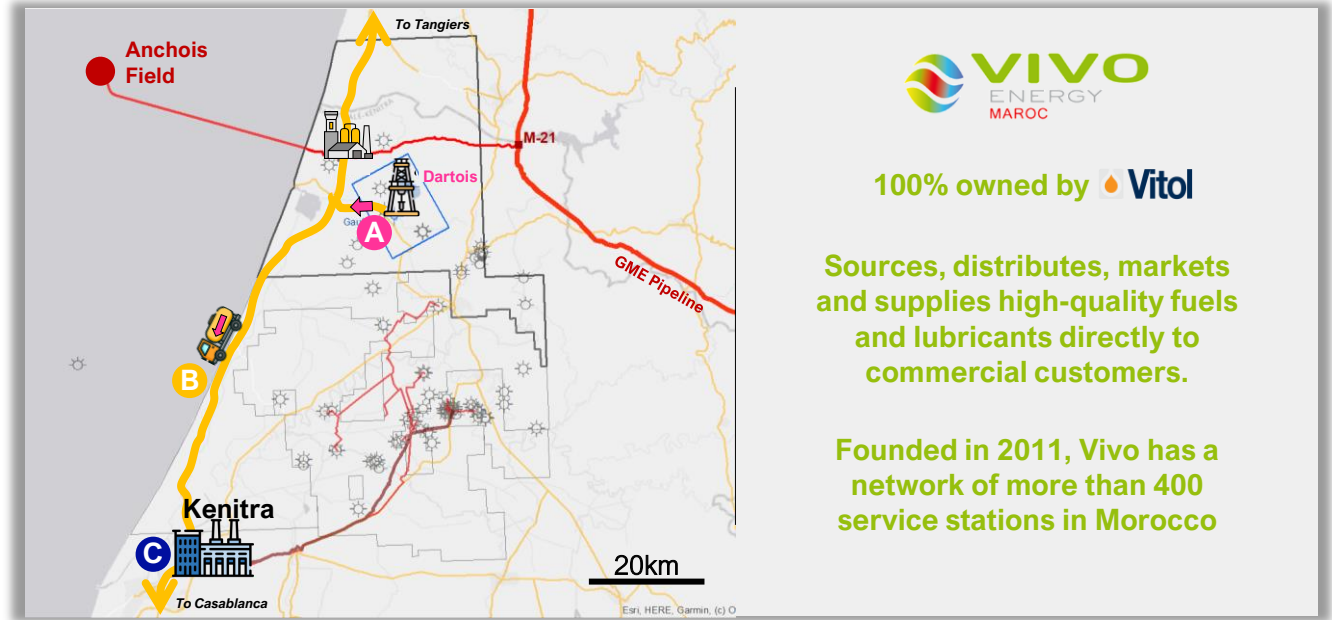 To Tangiers
Anchois
Field
M-21
Dartois
A
GME Pipeline
B
Kenitra
C
20km
To Casablanca
Esri, HERE, Garmin, (c) O
VIVO
ENERGY
MAROC
100% owned by Vitol
Sources, distributes, markets
and supplies high-quality fuels
and lubricants directly to
commercial customers.
Founded in 2011, Vivo has a
network of more than 400
service stations in Morocco